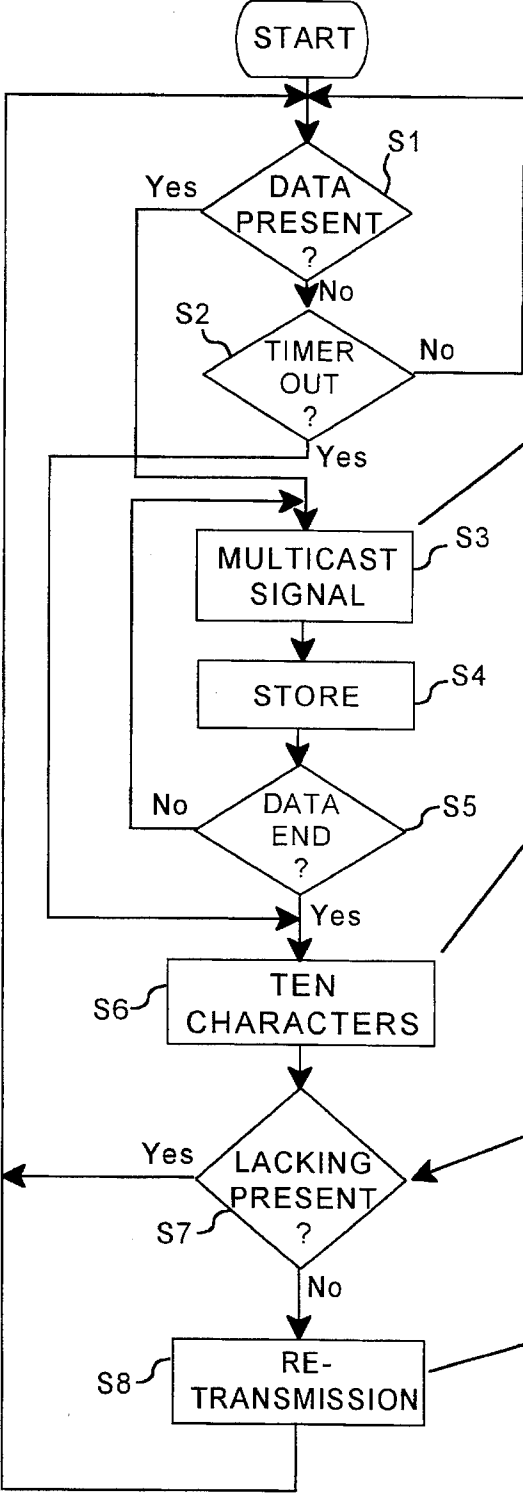 START
S1
Yes
DATA
PRESENT
?
No
S2
TIMER
OUT
?
No
Yes
MULTICAST
SIGNAL
S3
STORE
S4
No
DATA
END
?
S5
Yes
S6
TEN
CHARACTERS
Yes
LACKING
PRESENT
?
S7
No
S8
RE-
TRANSMISSION